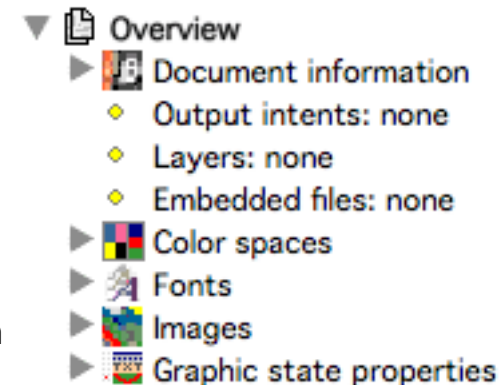 Overview
Document information
Output intents: none
Layers: none
Embedded files: none
Color spaces
Fonts
Images
Graphic state properties